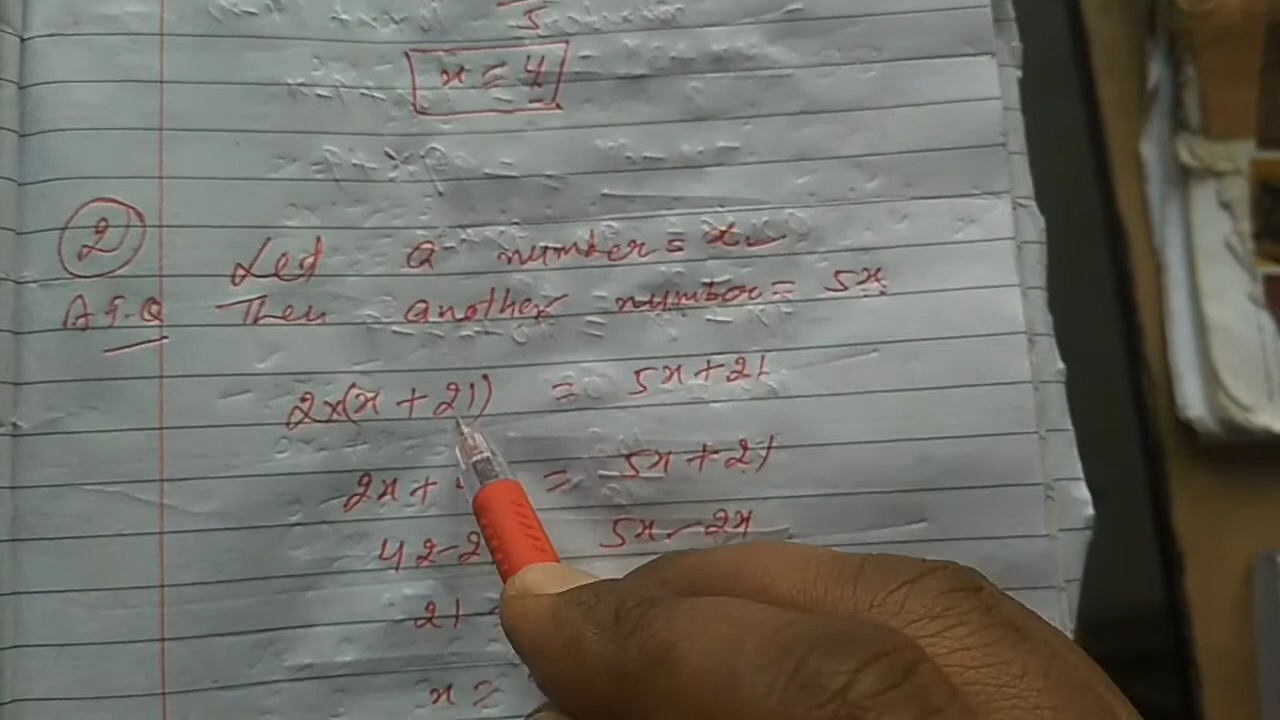 5
x = 4
2 Let a number = x
A.T.Q Then another number = 5x
2x(x + 21) = 5x + 21
2x + = 5x + 21
42 - 2 5x - 2x
21
x =